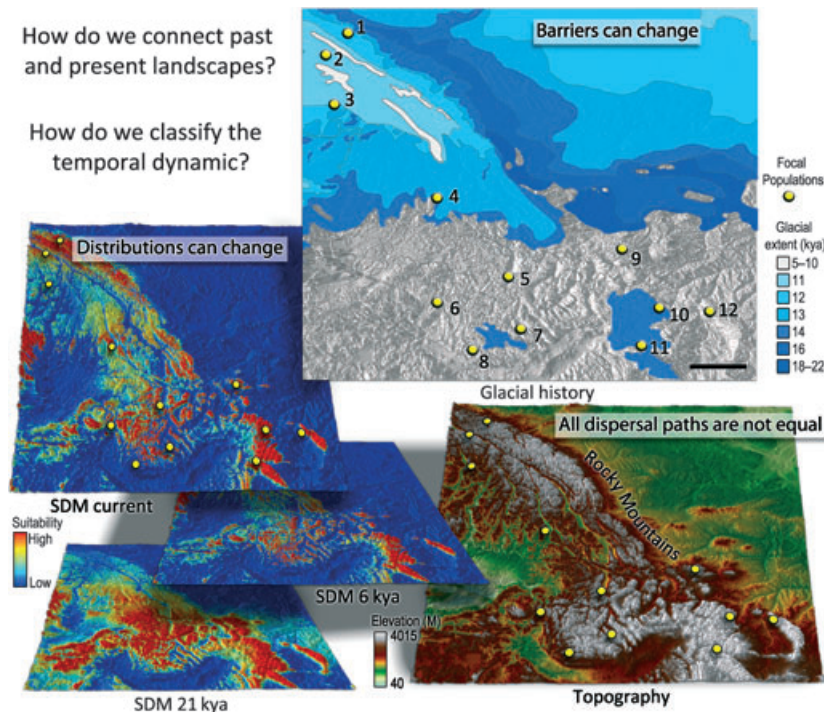 How do we connect past
and present landscapes?
How do we classify the
temporal dynamic?
Barriers can change
1
2
3
4
5
6
7
8
9
10
11
12
Glacial history
Focal
Populations
Glacial
extent (kya)
5–10
11
12
13
14
16
18–22
Distributions can change
SDM current
Suitability
High
Low
SDM 6 kya
SDM 21 kya
All dispersal paths are not equal
Rocky Mountains
Elevation (M)
4015
40
Topography